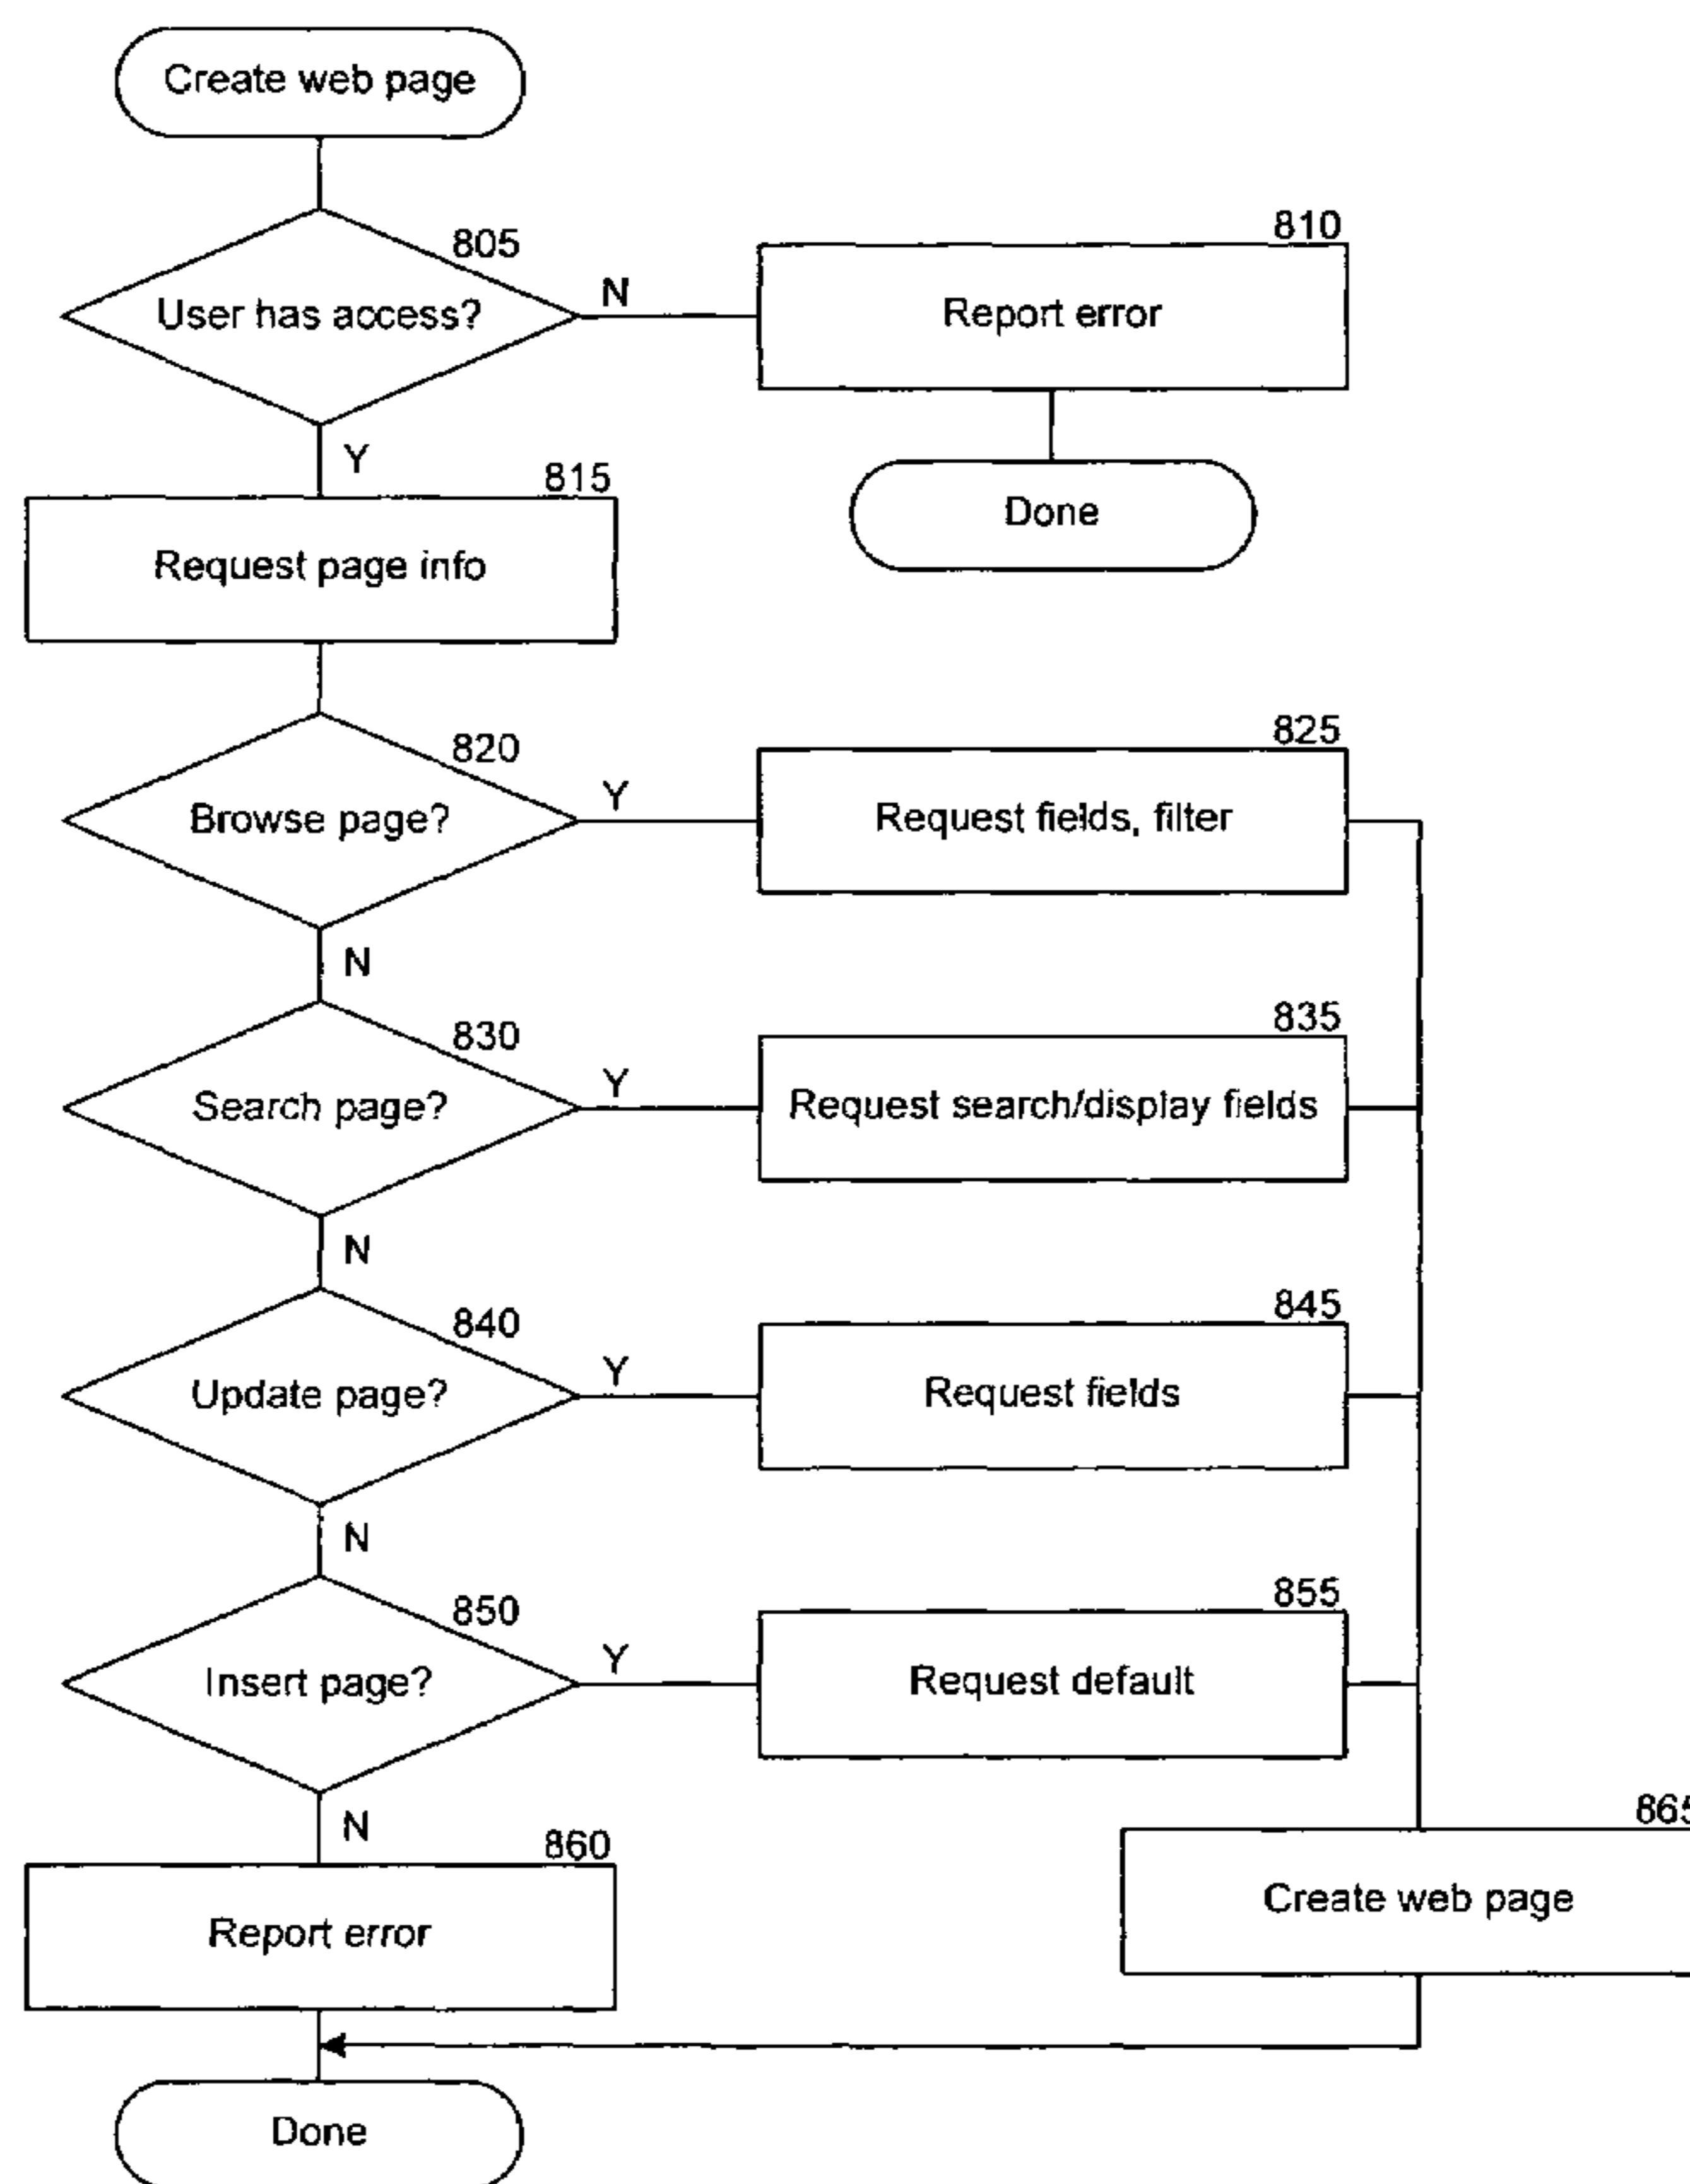 Create web page
805
User has access?
N
810
Report error
Done
Y
815
Request page info
820
Browse page?
Y
825
Request fields, filter
N
830
Search page?
Y
835
Request search/display fields
N
840
Update page?
Y
845
Request fields
N
850
Insert page?
Y
855
Request default
N
860
Report error
865
Create web page
Done